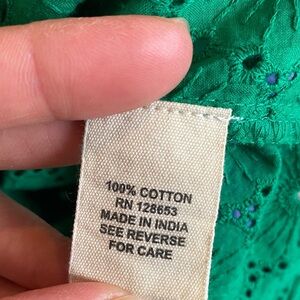 100% COTTON
RN 128653
MADE IN INDIA
SEE REVERSE
FOR CARE